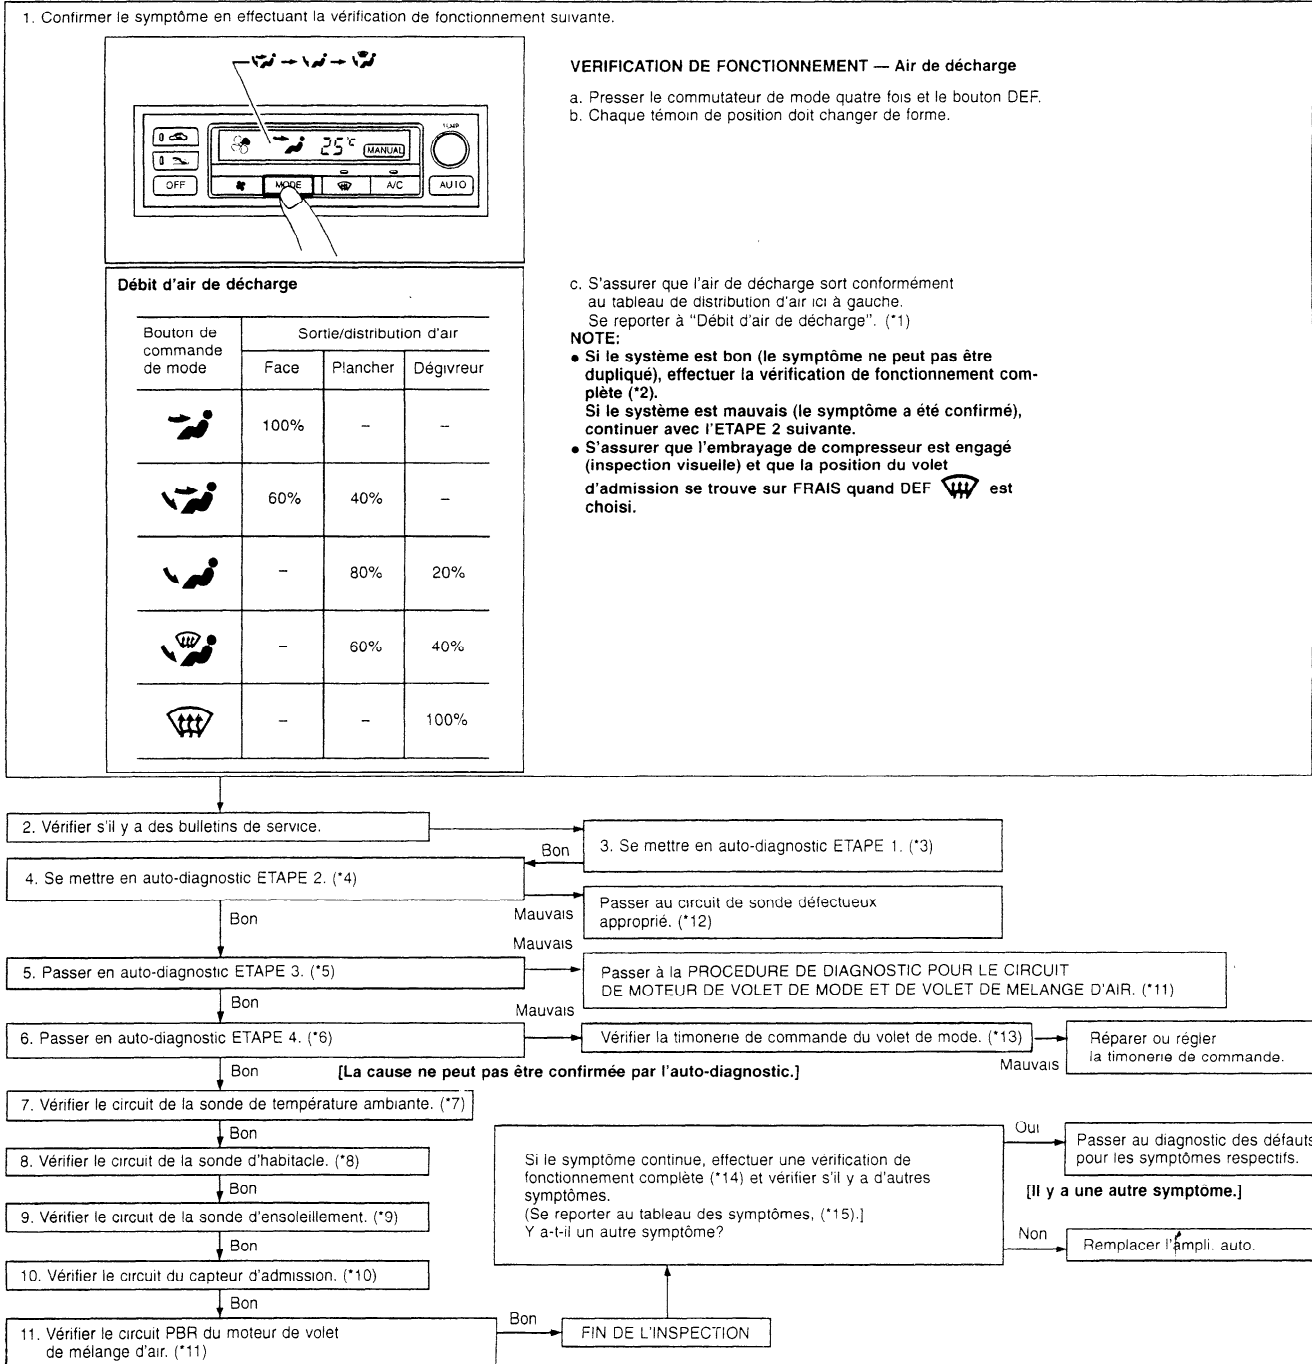 1. Confirmer le symptôme en effectuant la vérification de fonctionnement suivante.
25°C
MANUAL
TEMP
OFF
MODE
A/C
AUTO
VERIFICATION DE FONCTIONNEMENT — Air de décharge
a. Presser le commutateur de mode quatre fois et le bouton DEF.
b. Chaque témoin de position doit changer de forme.
Débit d'air de décharge
Bouton de commande de mode
Sortie/distribution d'air
Face Plancher Dégivreur
100% – –
60% 40% –
– 80% 20%
– 60% 40%
– – 100%
c. S'assurer que l'air de décharge sort conformément
au tableau de distribution d'air ici à gauche.
Se reporter à "Débit d'air de décharge". (*1)
NOTE:
• Si le système est bon (le symptôme ne peut pas être
dupliqué), effectuer la vérification de fonctionnement com-
plète (*2).
Si le système est mauvais (le symptôme a été confirmé),
continuer avec l'ETAPE 2 suivante.
• S'assurer que l'embrayage de compresseur est engagé
(inspection visuelle) et que la position du volet
d'admission se trouve sur FRAIS quand DEF est
choisi.
2. Vérifier s'il y a des bulletins de service.
3. Se mettre en auto-diagnostic ETAPE 1. (*3)
Bon
4. Se mettre en auto-diagnostic ETAPE 2. (*4)
Mauvais
Passer au circuit de sonde défectueux
approprié. (*12)
Bon
Mauvais
5. Passer en auto-diagnostic ETAPE 3. (*5)
Passer à la PROCEDURE DE DIAGNOSTIC POUR LE CIRCUIT
DE MOTEUR DE VOLET DE MODE ET DE VOLET DE MELANGE D'AIR. (*11)
Bon
Mauvais
6. Passer en auto-diagnostic ETAPE 4. (*6)
Vérifier la timonerie de commande du volet de mode. (*13)
Mauvais
Réparer ou régler
la timonerie de commande.
Bon
[La cause ne peut pas être confirmée par l'auto-diagnostic.]
7. Vérifier le circuit de la sonde de température ambiante. (*7)
Bon
8. Vérifier le circuit de la sonde d'habitacle. (*8)
Bon
9. Vérifier le circuit de la sonde d'ensoleillement. (*9)
Bon
10. Vérifier le circuit du capteur d'admission. (*10)
Bon
11. Vérifier le circuit PBR du moteur de volet
de mélange d'air. (*11)
Bon
FIN DE L'INSPECTION
Si le symptôme continue, effectuer une vérification de
fonctionnement complète (*14) et vérifier s'il y a d'autres
symptômes.
(Se reporter au tableau des symptômes, (*15).]
Y a-t-il un autre symptôme?
Oui
Passer au diagnostic des défauts
pour les symptômes respectifs.
[Il y a une autre symptôme.]
Non
Remplacer l'ampli. auto.